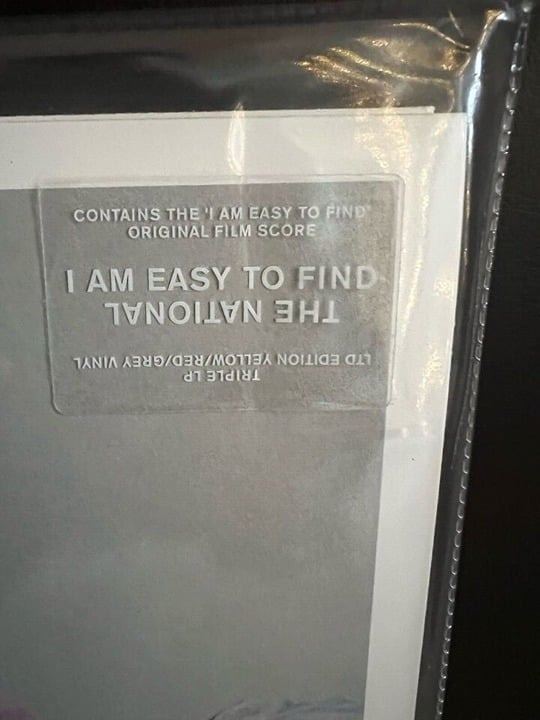 CONTAINS THE 'I AM EASY TO FIND'
ORIGINAL FILM SCORE
I AM EASY TO FIND
THE NATIONAL
LTD EDITION YELLOW/RED/GREY VINYL
TRIPLE LP